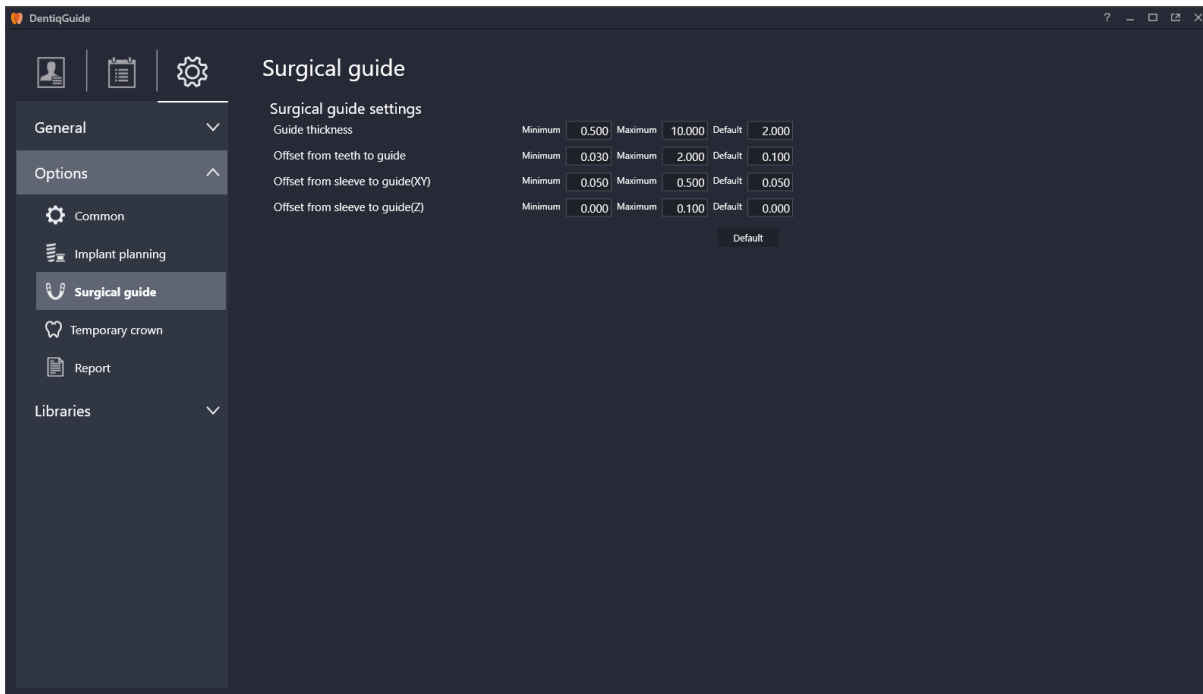 DentiqGuide
?
General
Options
Common
Implant planning
Surgical guide
Temporary crown
Report
Libraries
Surgical guide
Surgical guide settings
Guide thickness Minimum 0.500 Maximum 10.000 Default 2.000
Offset from teeth to guide Minimum 0.030 Maximum 2.000 Default 0.100
Offset from sleeve to guide(XY) Minimum 0.050 Maximum 0.500 Default 0.050
Offset from sleeve to guide(Z) Minimum 0.000 Maximum 0.100 Default 0.000
Default